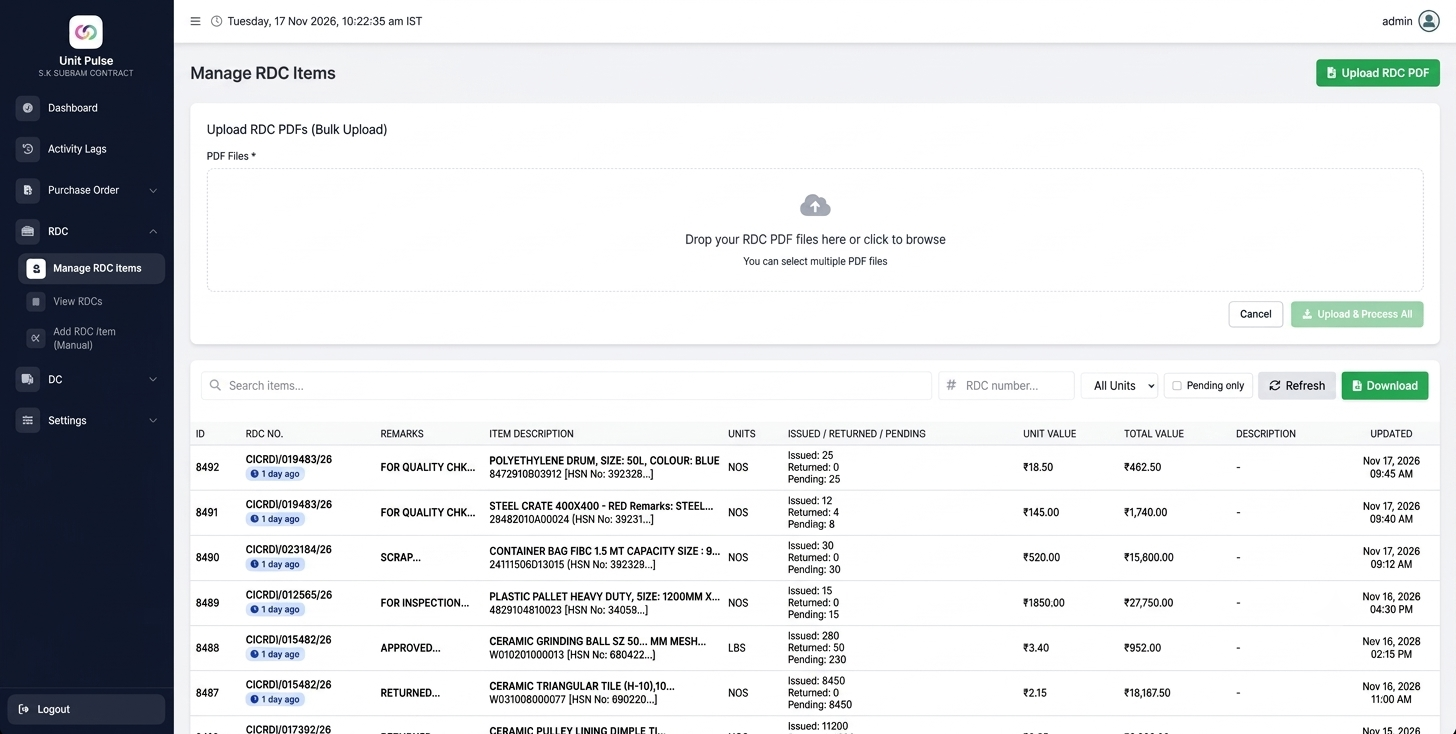 Unit Pulse
S.K SUBRAM CONTRACT
Dashboard
Activity Lags
Purchase Order
RDC
Manage RDC Items
View RDCs
Add RDC /tem
(Manual)
DC
Settings
Logout
Tuesday, 17 Nov 2026, 10:22:35 am IST
admin
Manage RDC Items
Upload RDC PDF
Upload RDC PDFs (Bulk Upload)
PDF Files *
Drop your RDC PDF files here or click to browse
You can select multiple PDF files
Cancel
Upload & Process All
Search items...
# RDC number...
All Units
Pending only
Refresh
Download
ID RDC NO. REMARKS ITEM DESCRIPTION UNITS ISSUED / RETURNED / PENDING UNIT VALUE TOTAL VALUE DESCRIPTION UPDATED
8492
CICRDI/019483/26
1 day ago
FOR QUALITY CHK...
POLYETHYLENE DRUM, SIZE: 50L, COLOUR: BLUE
8472910803912 [HSN No: 392328...]
NOS
Issued: 25
Returned: 0
Pending: 25
₹18.50
₹462.50
-
Nov 17, 2026
09:45 AM
8491
CICRDI/019483/26
1 day ago
FOR QUALITY CHK...
STEEL CRATE 400X400 - RED Remarks: STEEL...
28482010A00024 [HSN No: 39231...]
NOS
Issued: 12
Returned: 4
Pending: 8
₹145.00
₹1,740.00
-
Nov 17, 2026
09:40 AM
8490
CICRDI/023184/26
1 day ago
SCRAP...
CONTAINER BAG FIBC 1.5 MT CAPACITY SIZE : 9...
24111506D13015 (HSN No: 392329...]
NOS
Issued: 30
Returned: 0
Pending: 30
₹520.00
₹15,600.00
-
Nov 17, 2026
09:12 AM
8489
CICRDI/012565/26
1 day ago
FOR INSPECTION...
PLASTIC PALLET HEAVY DUTY, SIZE: 1200MM X...
4829104810023 [HSN No: 34059...]
NOS
Issued: 15
Returned: 0
Pending: 15
₹1850.00
₹27,750.00
-
Nov 16, 2026
04:30 PM
8488
CICRDI/015482/26
1 day ago
APPROVED...
CERAMIC GRINDING BALL SZ 50... MM MESH...
W010201000013 [HSN No: 680422...]
LBS
Issued: 280
Returned: 50
Pending: 230
₹3.40
₹952.00
-
Nov 16, 2026
02:15 PM
8487
CICRDI/015482/26
1 day ago
RETURNED...
CERAMIC TRIANGULAR TILE (H-10),10...
W031008000077 [HSN No: 690220...]
NOS
Issued: 8450
Returned: 0
Pending: 8450
₹2.15
₹18,167.50
-
Nov 16, 2026
11:00 AM
CICRDI/017392/26
CERAMIC PULLEY LINING DIMPLE TI...
Issued: 11200
Nov 15, 2026